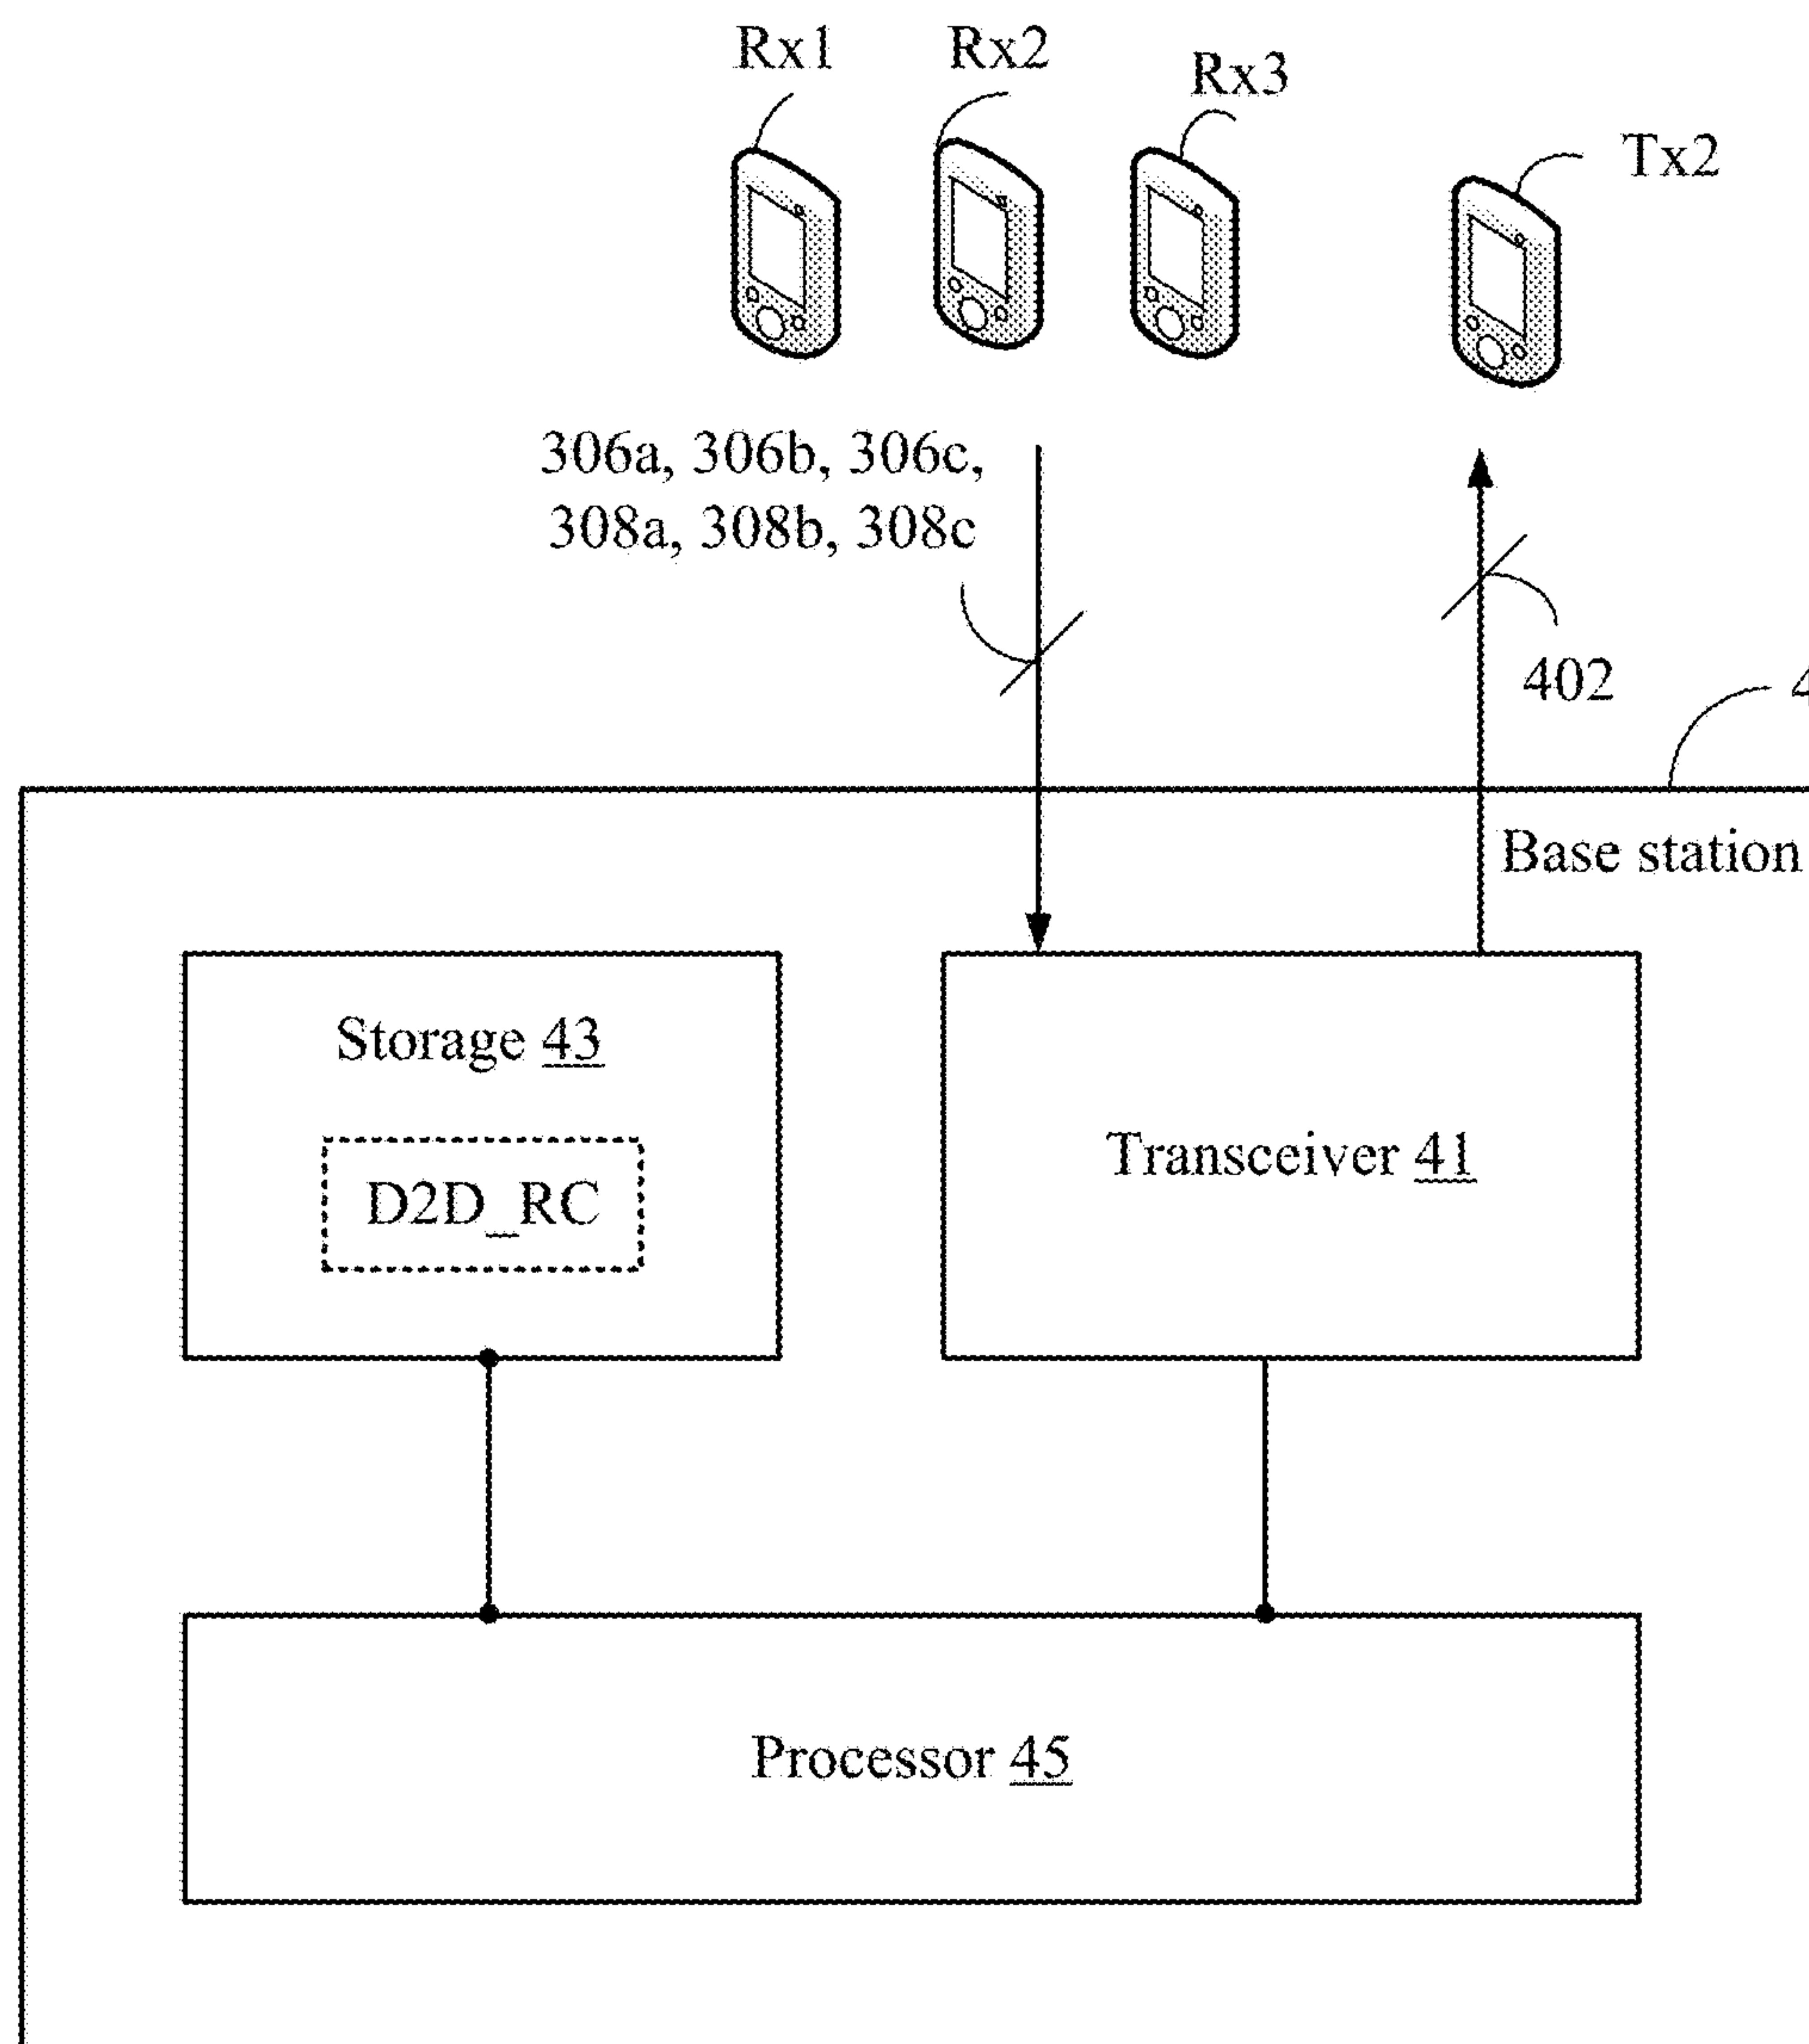 Rx1
Rx2
Rx3
Tx2
306a, 306b, 306c,
308a, 308b, 308c
402
4
Base station
Storage 43
D2D_RC
Transceiver 41
Processor 45